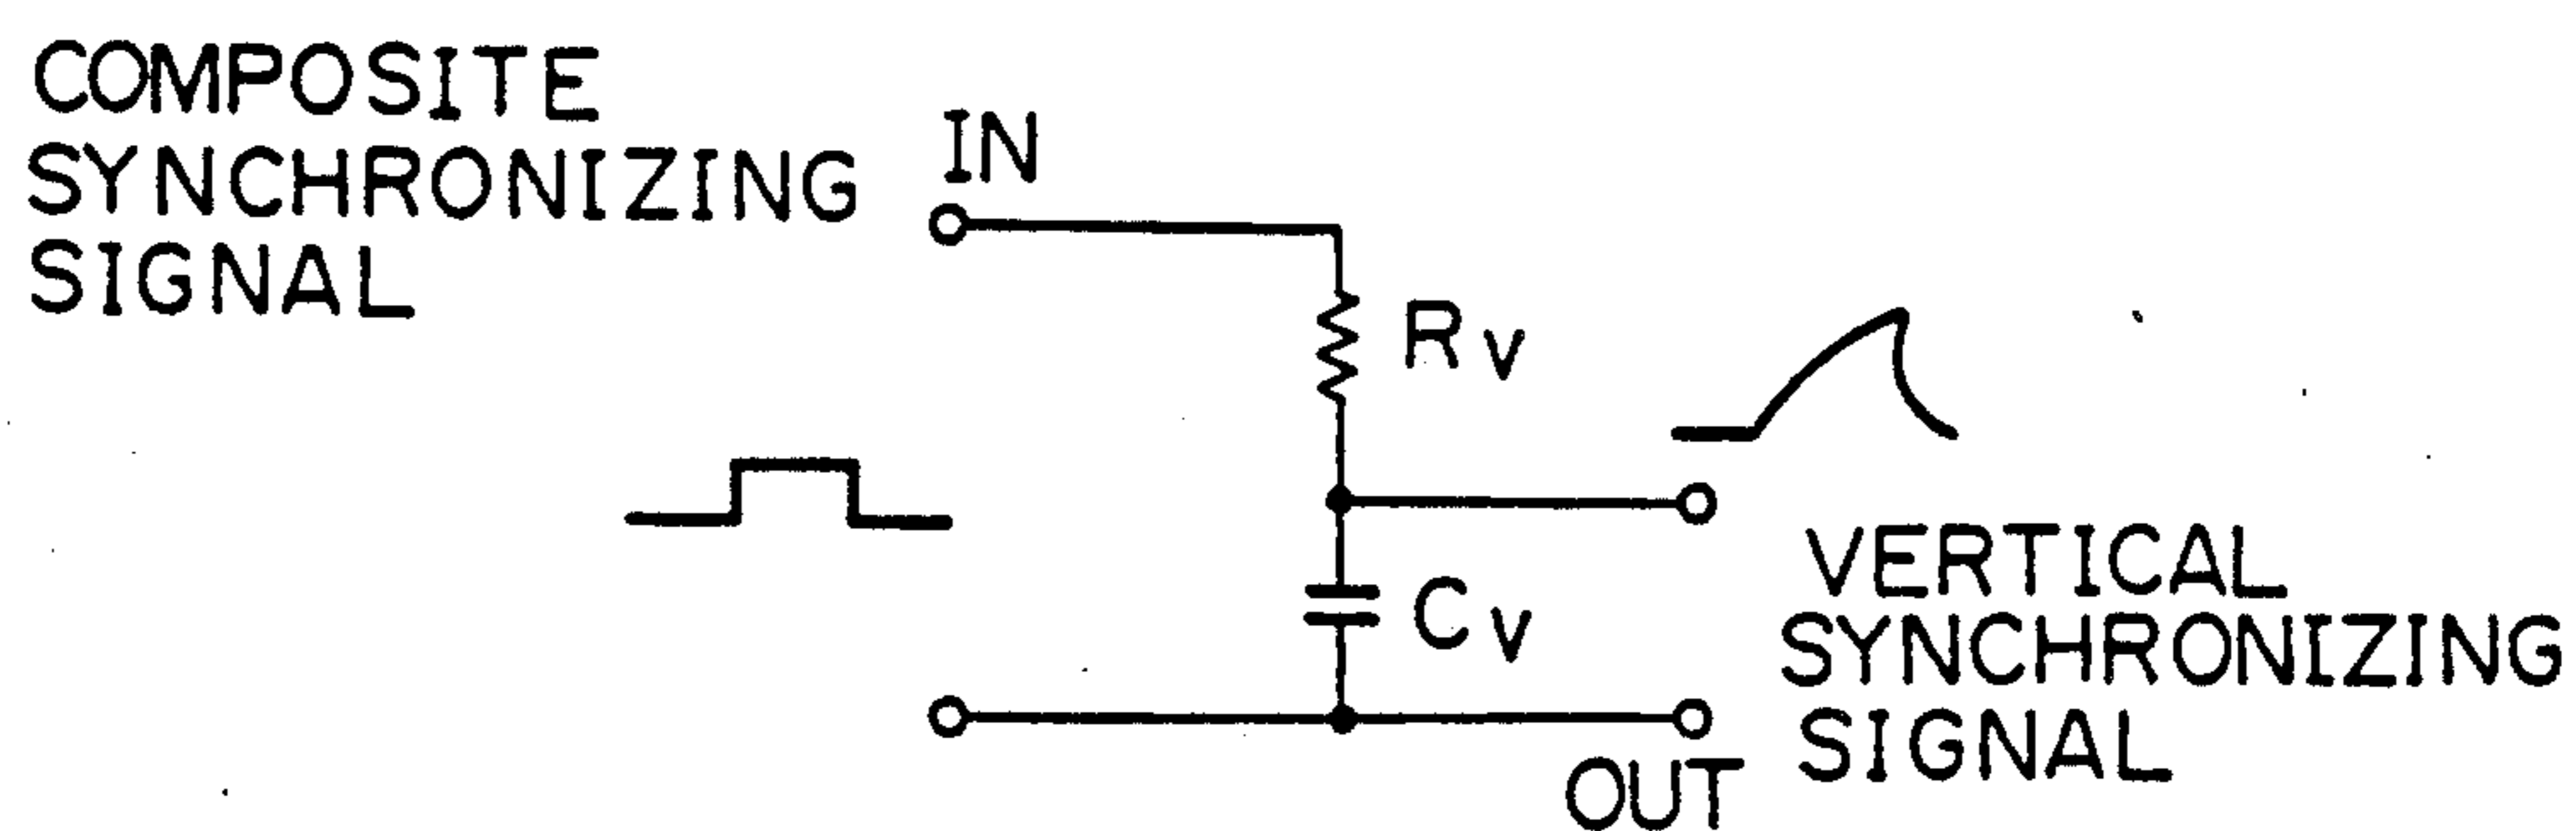 COMPOSITE
SYNCHRONIZING
SIGNAL
IN
Rv
Cv
VERTICAL
SYNCHRONIZING
SIGNAL
OUT